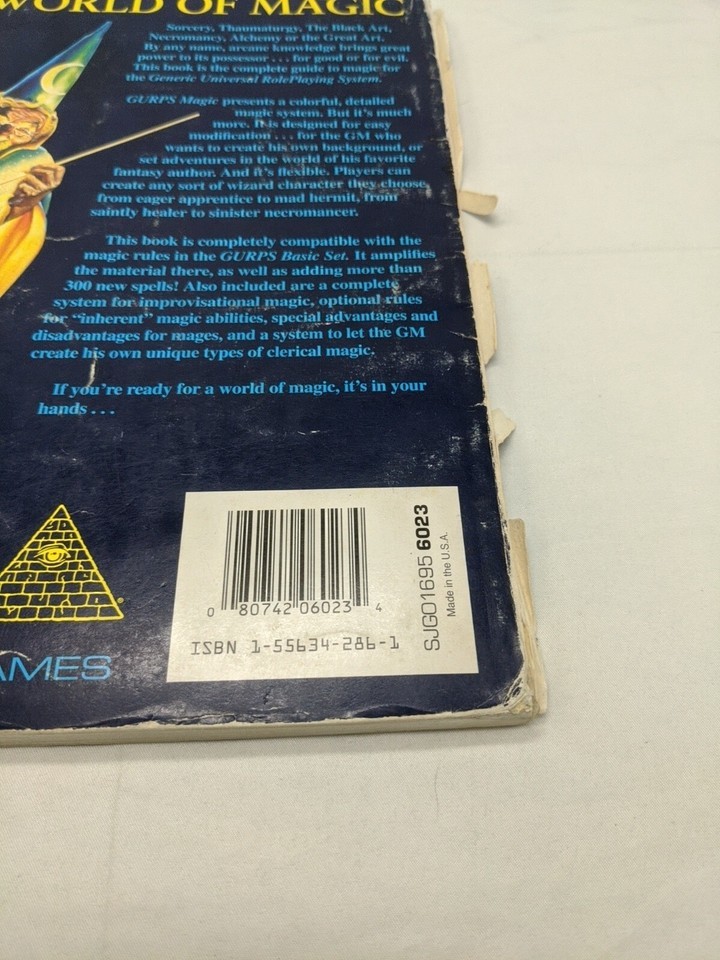 WORLD OF MAGIC
Sorcery, Thaumaturgy, The Black Art,
Necromancy, Alchemy or the Great Art.
By any name, arcane knowledge brings great
power to its possessor . . . for good or for evil.
This book is the complete guide to magic for
the Generic Universal RolePlaying System.
GURPS Magic presents a colorful, detailed
magic system. But it's much
more. It is designed for easy
modification . . . for the GM who
wants to create his own background, or
set adventures in the world of his favorite
fantasy author. And it's flexible. Players can
create any sort of wizard character they choose,
from eager apprentice to mad hermit, from
saintly healer to sinister necromancer.
This book is completely compatible with the
magic rules in the GURPS Basic Set. It amplifies
the material there, as well as adding more than
300 new spells! Also included are a complete
system for improvisational magic, optional rules
for "inherent" magic abilities, special advantages and
disadvantages for mages, and a system to let the GM
create his own unique types of clerical magic.
If you're ready for a world of magic, it's in your
hands . . .
0 80742 06023 4
ISBN 1-55634-286-1
SJG01695 6023
Made in the U.S.A.
AMES